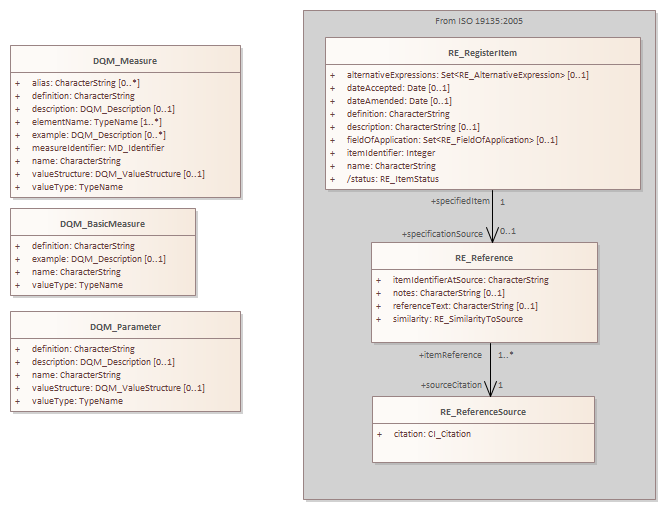 DQM_Measure
+ alias: CharacterString [0..*]
+ definition: CharacterString
+ description: DQM_Description [0..1]
+ elementName: TypeName [1..*]
+ example: DQM_Description [0..*]
+ measureIdentifier: MD_Identifier
+ name: CharacterString
+ valueStructure: DQM_ValueStructure [0..1]
+ valueType: TypeName
DQM_BasicMeasure
+ definition: CharacterString
+ example: DQM_Description [0..1]
+ name: CharacterString
+ valueType: TypeName
DQM_Parameter
+ definition: CharacterString
+ description: DQM_Description [0..1]
+ name: CharacterString
+ valueStructure: DQM_ValueStructure [0..1]
+ valueType: TypeName
From ISO 19135:2005
RE_RegisterItem
+ alternativeExpressions: Set<RE_AlternativeExpression> [0..1]
+ dateAccepted: Date [0..1]
+ dateAmended: Date [0..1]
+ definition: CharacterString
+ description: CharacterString [0..1]
+ fieldOfApplication: Set<RE_FieldOfApplication> [0..1]
+ itemIdentifier: Integer
+ name: CharacterString
+ /status: RE_ItemStatus
+specifiedItem 1
+specificationSource 0..1
RE_Reference
+ itemIdentifierAtSource: CharacterString
+ notes: CharacterString [0..1]
+ referenceText: CharacterString [0..1]
+ similarity: RE_SimilarityToSource
+itemReference 1..*
+sourceCitation 1
RE_ReferenceSource
+ citation: CI_Citation